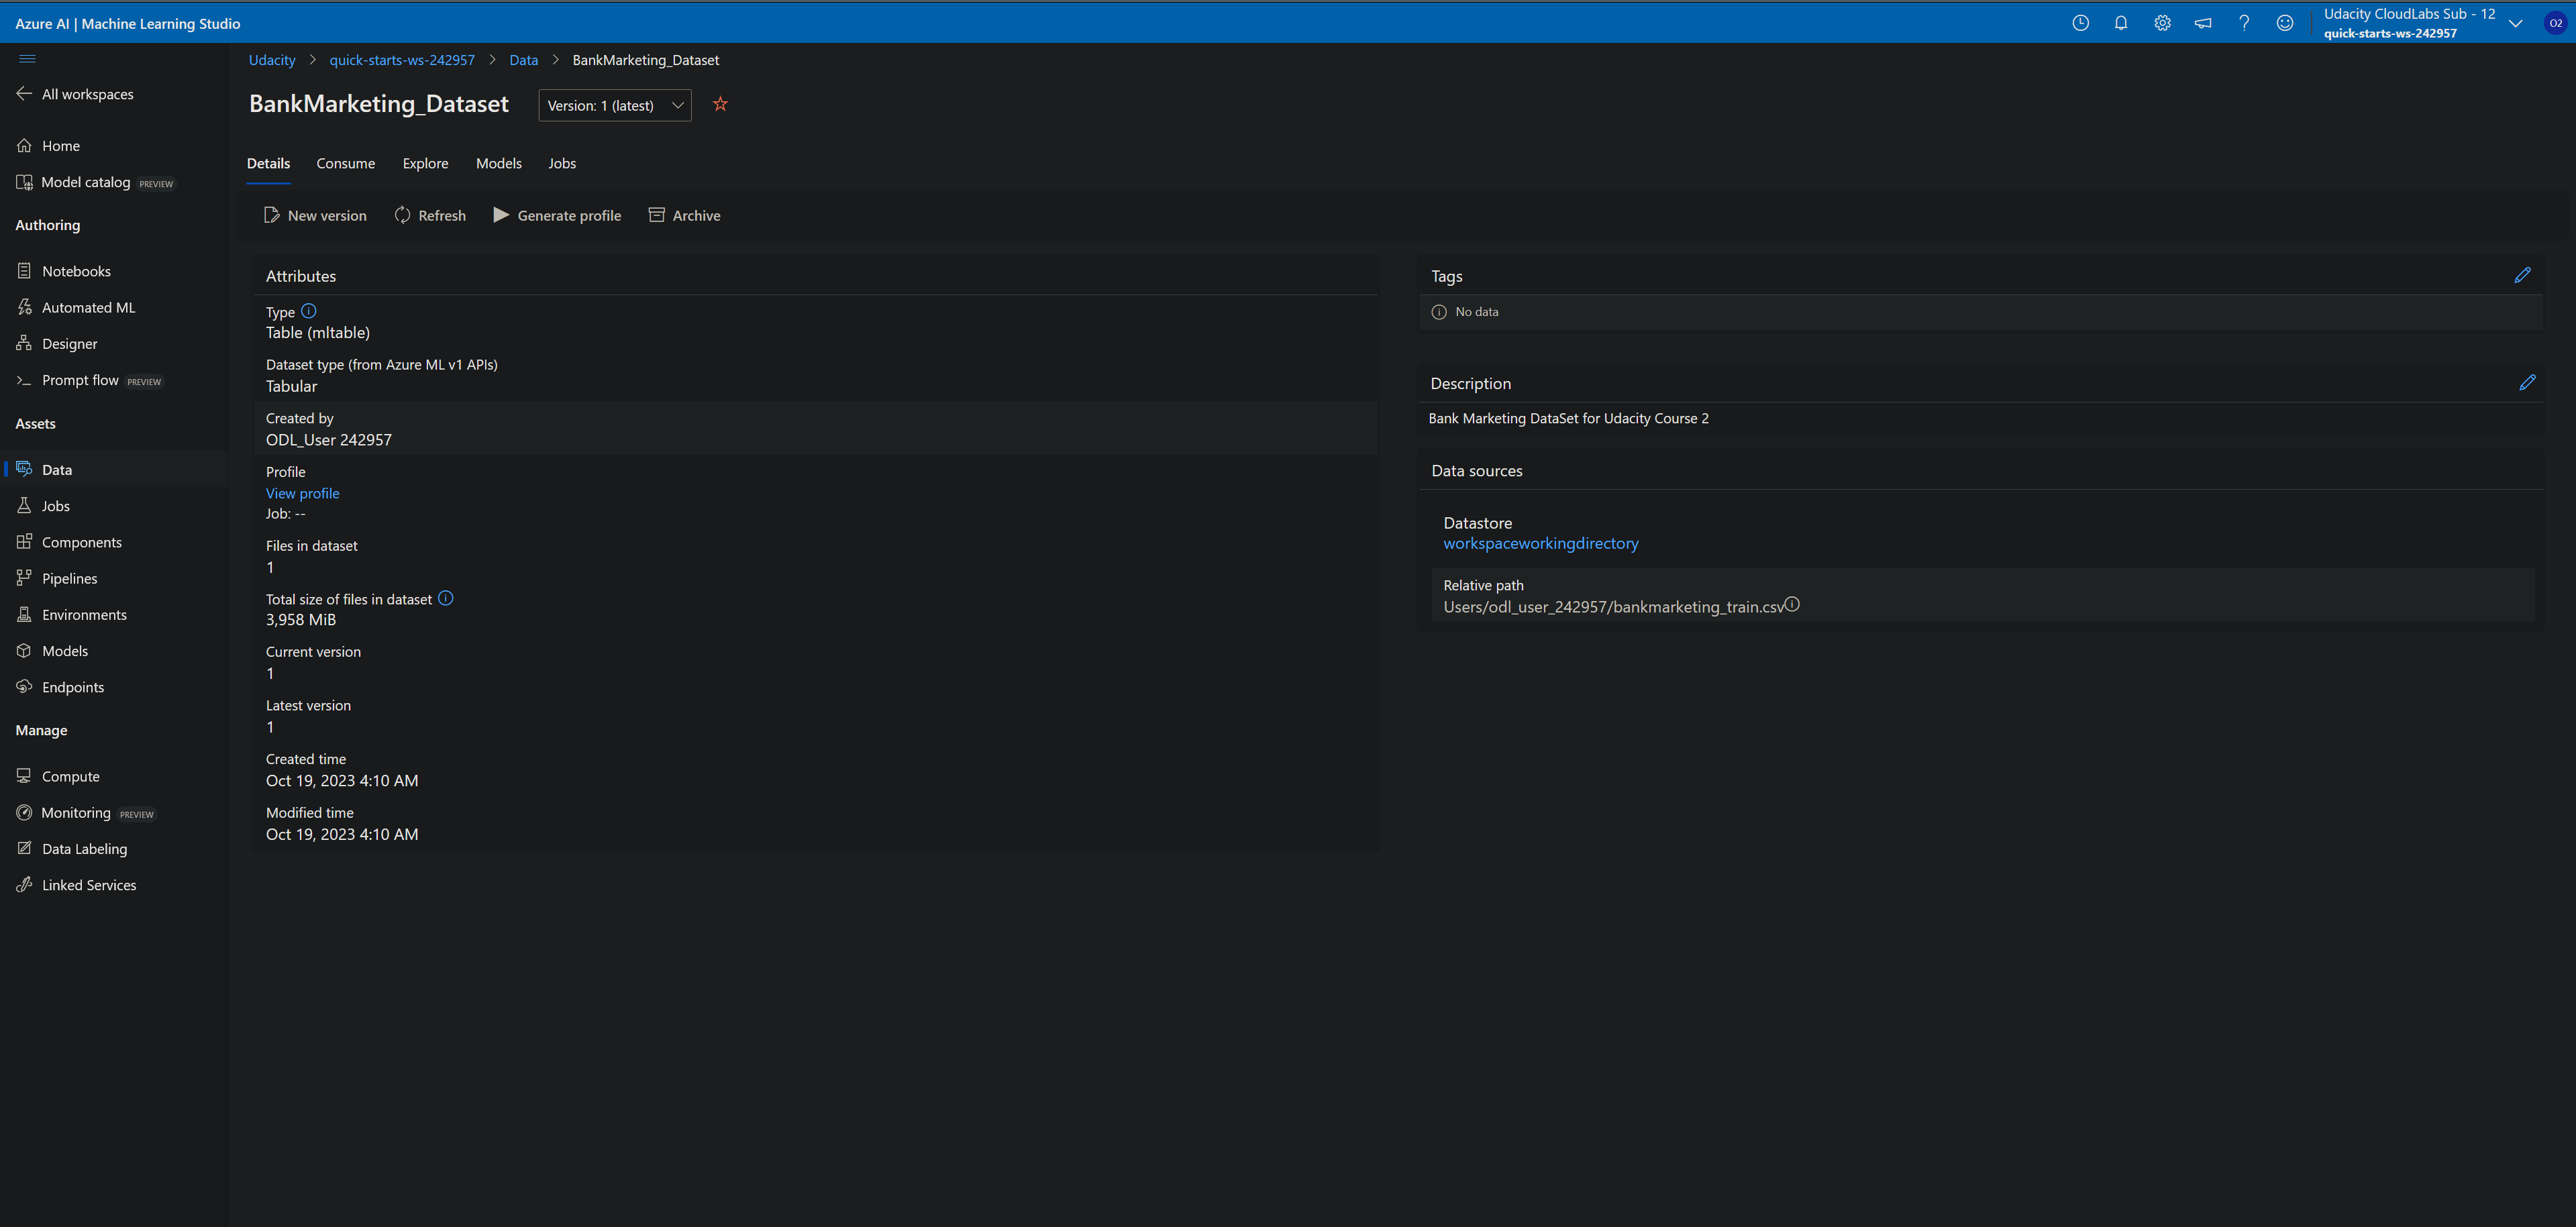 Azure AI | Machine Learning Studio
Udacity CloudLabs Sub - 12
quick-starts-ws-242957
O2
All workspaces
Home
Model catalog PREVIEW
Authoring
Notebooks
Automated ML
Designer
Prompt flow PREVIEW
Assets
Data
Jobs
Components
Pipelines
Environments
Models
Endpoints
Manage
Compute
Monitoring PREVIEW
Data Labeling
Linked Services
Udacity > quick-starts-ws-242957 > Data > BankMarketing_Dataset
BankMarketing_Dataset Version: 1 (latest)
Details Consume Explore Models Jobs
New version Refresh Generate profile Archive
Attributes
Type
Table (mltable)
Dataset type (from Azure ML v1 APIs)
Tabular
Created by
ODL_User 242957
Profile
View profile
Job: --
Files in dataset
1
Total size of files in dataset
3,958 MiB
Current version
1
Latest version
1
Created time
Oct 19, 2023 4:10 AM
Modified time
Oct 19, 2023 4:10 AM
Tags
No data
Description
Bank Marketing DataSet for Udacity Course 2
Data sources
Datastore
workspaceworkingdirectory
Relative path
Users/odl_user_242957/bankmarketing_train.csv